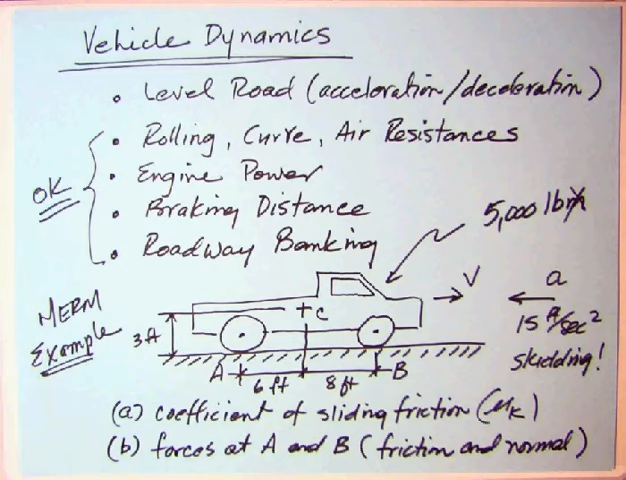 Vehicle Dynamics
• Level Road (acceleration/deceleration)
• Rolling, Curve, Air Resistances
• Engine Power
OK
• Braking Distance
5,000 lbm
• Roadway Banking
V
a
MERM
Example
+c
3ft
15 ft/sec²
skidding!
A 6 ft 8 ft B
(a) coefficient of sliding friction (μk)
(b) forces at A and B (friction and normal)